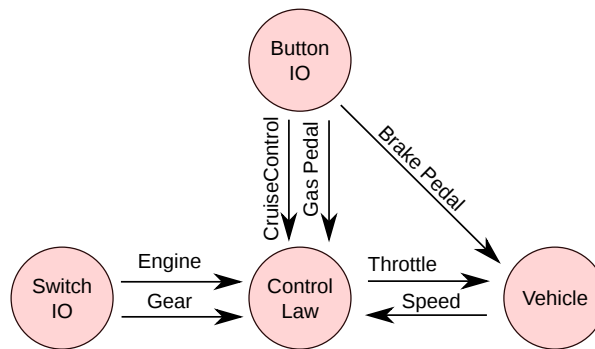 Button
IO
CruiseControl
Gas Pedal
Brake Pedal
Engine
Gear
Throttle
Speed
Switch
IO
Control
Law
Vehicle